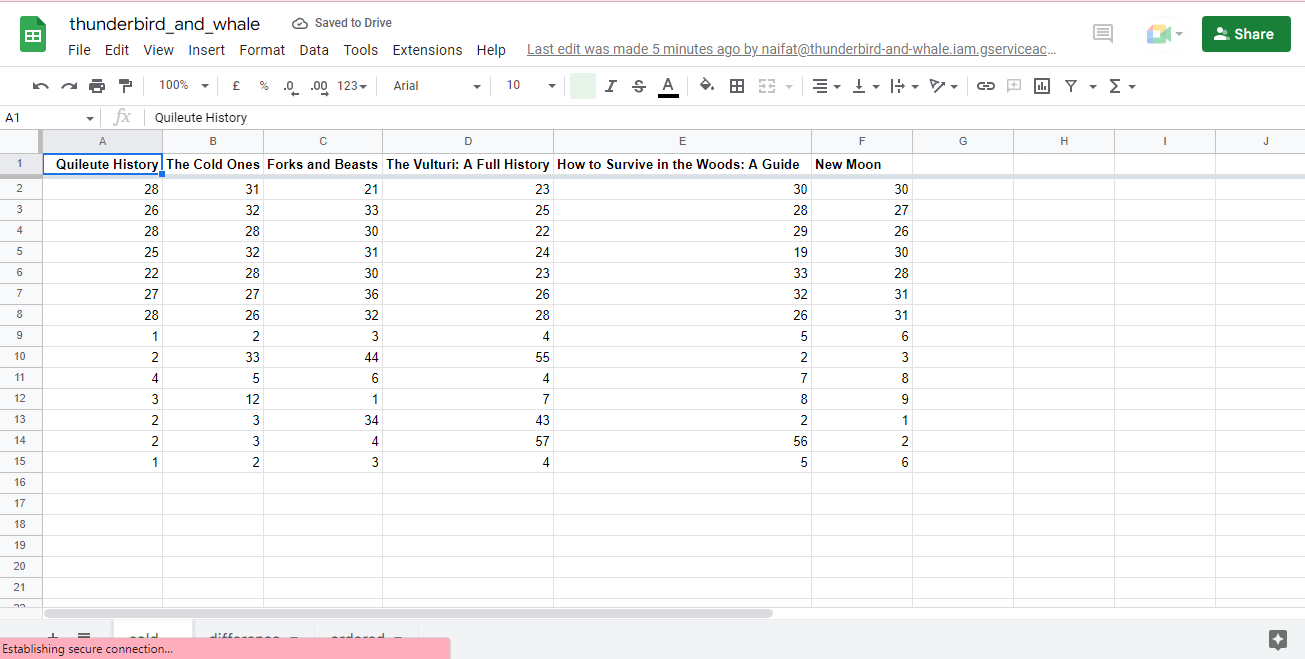 thunderbird_and_whale Saved to Drive
File Edit View Insert Format Data Tools Extensions Help Last edit was made 5 minutes ago by naifat@thunderbird-and-whale.iam.gserviceac… Share
100% £ % .0 .00 123 Arial 10 A
A1 fx Quileute History
A B C D E F G H I J
1 Quileute History The Cold Ones Forks and Beasts The Vulturi: A Full History How to Survive in the Woods: A Guide New Moon
2 28 31 21 23 30 30
3 26 32 33 25 28 27
4 28 28 30 22 29 26
5 25 32 31 24 19 30
6 22 28 30 23 33 28
7 27 27 36 26 32 31
8 28 26 32 28 26 31
9 1 2 3 4 5 6
10 2 33 44 55 2 3
11 4 5 6 4 7 8
12 3 12 1 7 8 9
13 2 3 34 43 2 1
14 2 3 4 57 56 2
15 1 2 3 4 5 6
16
17
18
19
20
21
22
sold difference ordered
Establishing secure connection...